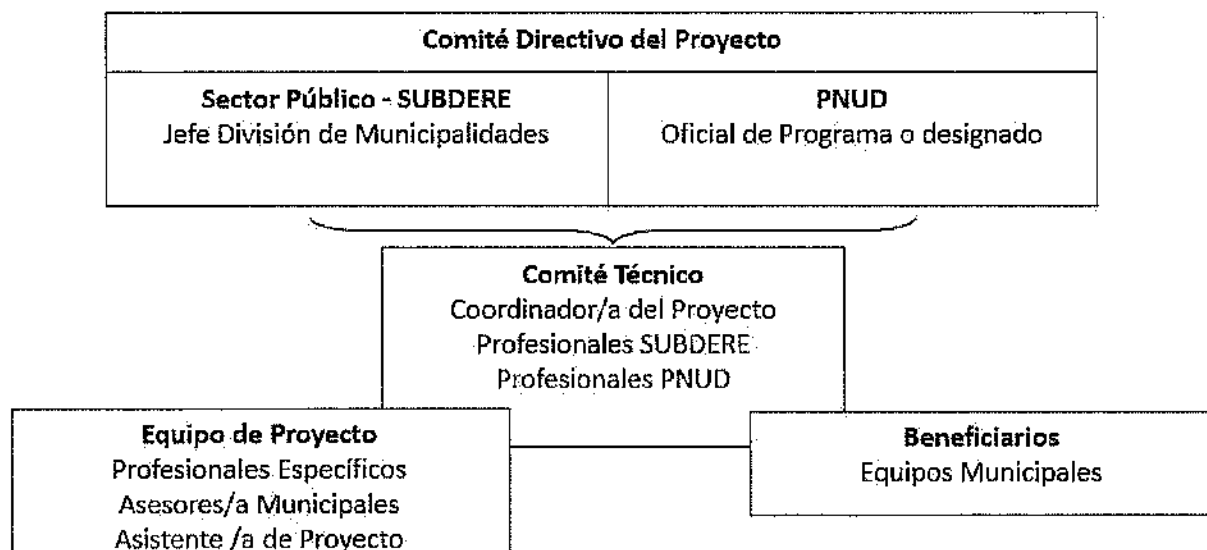 Comité Directivo del Proyecto
Sector Público - SUBDERE
Jefe División de Municipalidades
PNUD
Oficial de Programa o designado
Comité Técnico
Coordinador/a del Proyecto
Profesionales SUBDERE
Profesionales PNUD
Equipo de Proyecto
Profesionales Específicos
Asesores/a Municipales
Asistente /a de Proyecto
Beneficiarios
Equipos Municipales